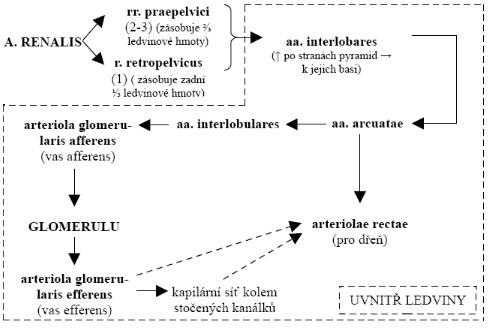 A. RENALIS
rr. praepelvici
(2-3) (zásobuje ⅔
ledvinové hmoty)
r. retropelvicus
(1) ( zásobuje zadní
⅓ ledvinové hmoty)
aa. interlobares
(↑ po stranách pyramid →
k jejich basi)
arteriola glomeru-
laris afferens
(vas afferens)
aa. interlobulares
aa. arcuatae
GLOMERULU
arteriolae rectae
(pro dřeň)
arteriola glomeru-
laris efferens
(vas efferens)
kapilární síť kolem
stočených kanálků
UVNITŘ LEDVINY